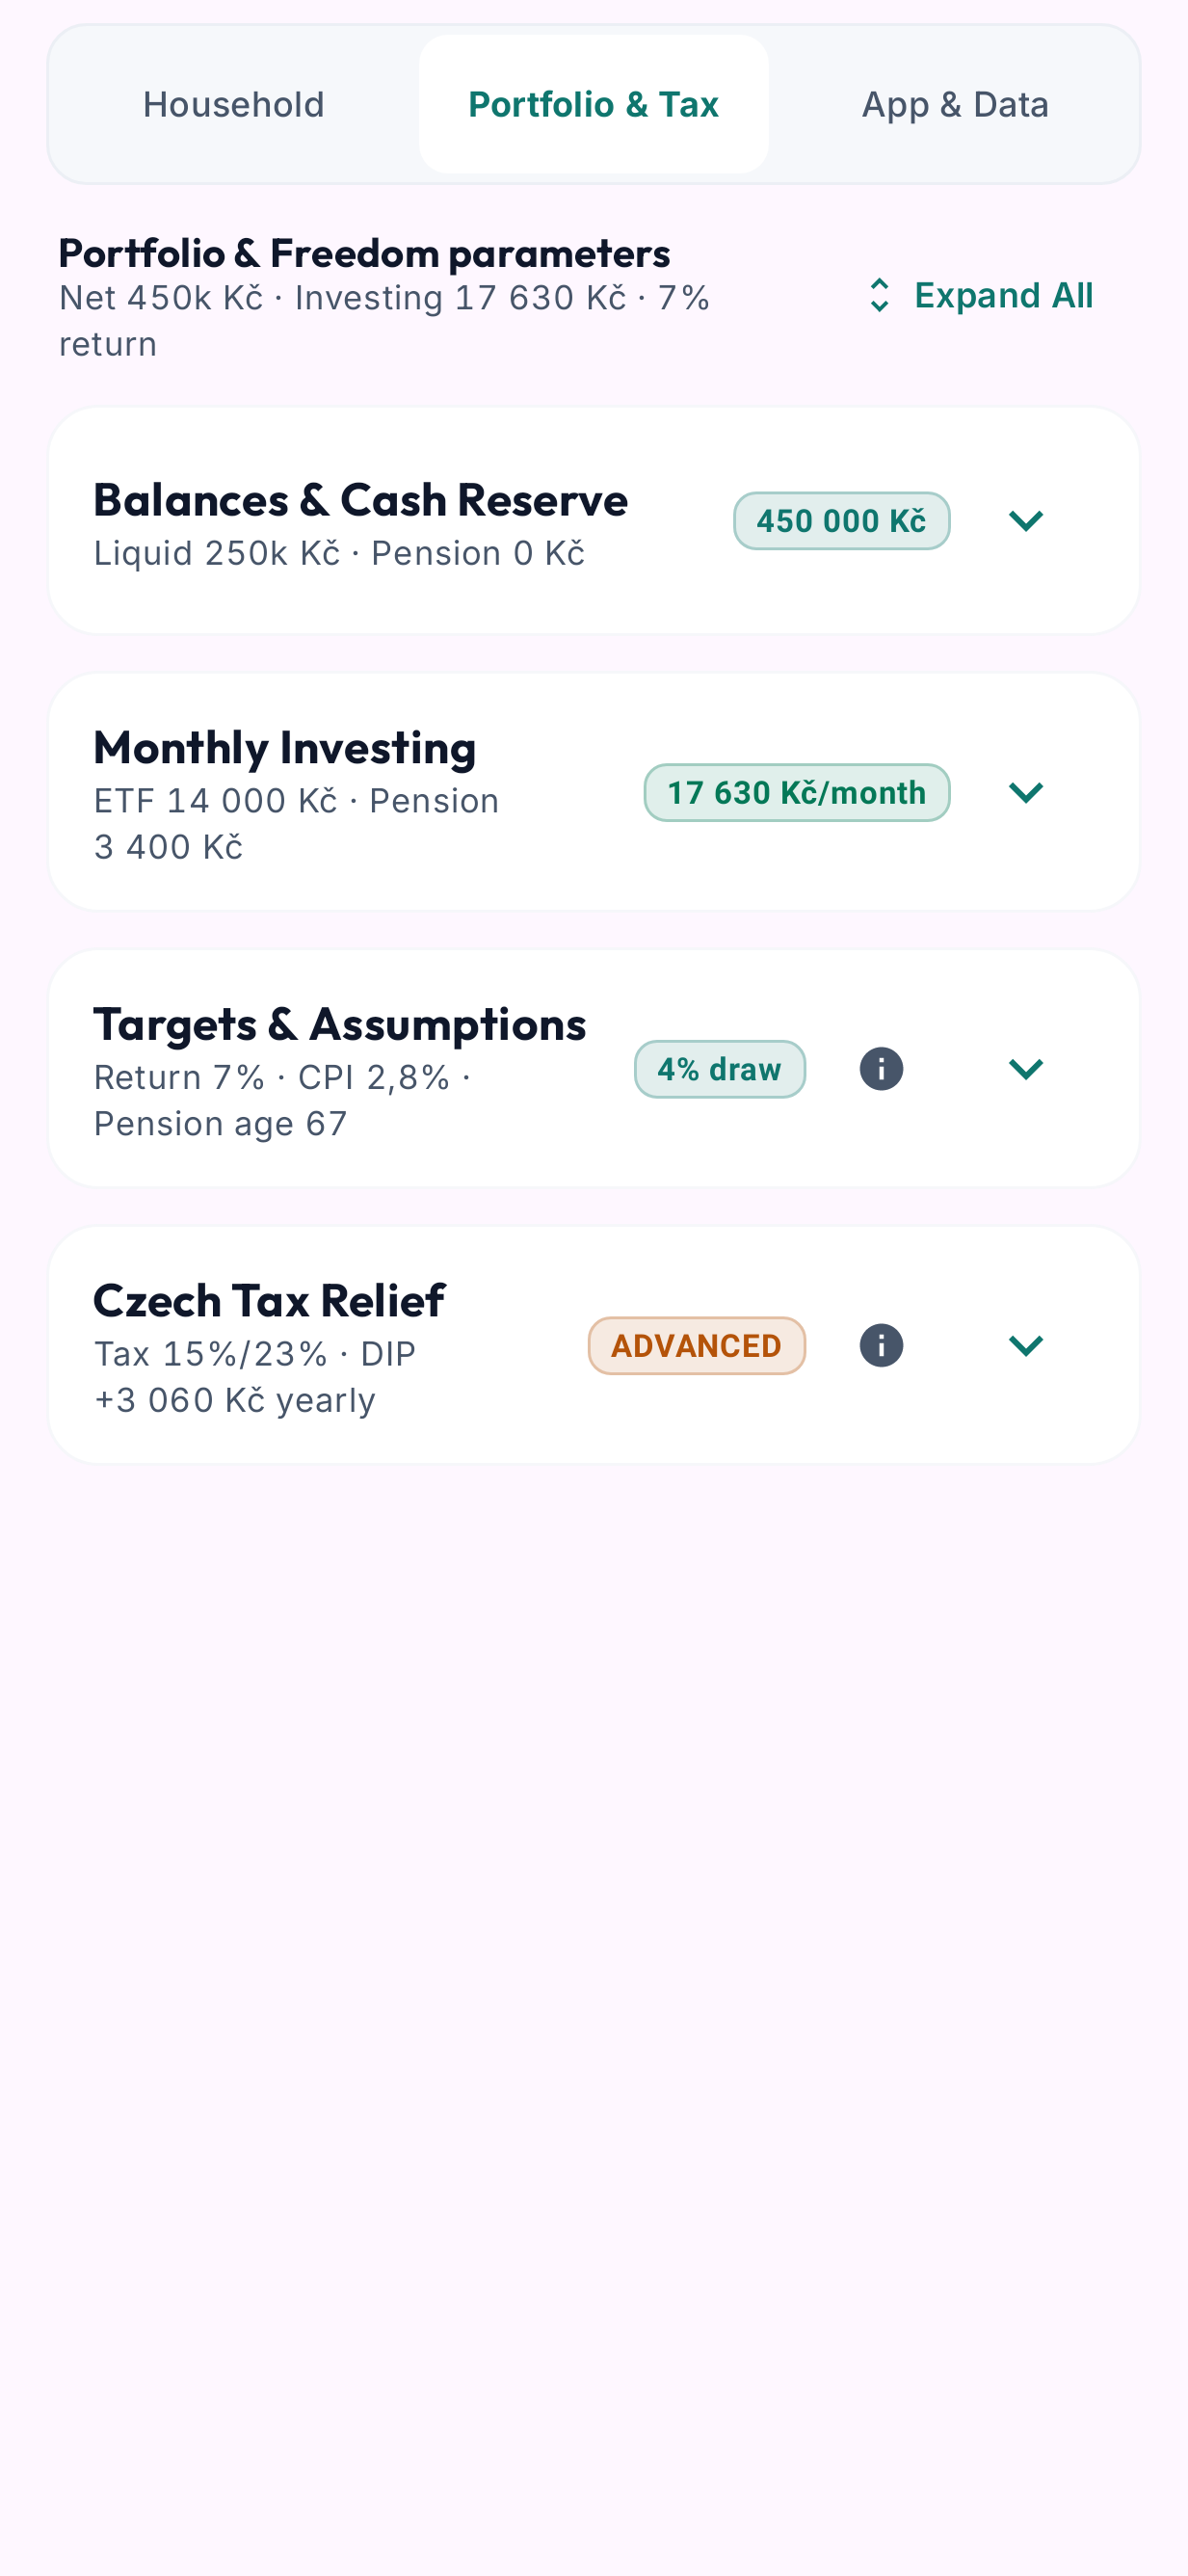 Household
Portfolio & Tax
App & Data
Portfolio & Freedom parameters
Net 450k Kč · Investing 17 630 Kč · 7%
return
Expand All
Balances & Cash Reserve
Liquid 250k Kč · Pension 0 Kč
450 000 Kč
Monthly Investing
ETF 14 000 Kč · Pension
3 400 Kč
17 630 Kč/month
Targets & Assumptions
Return 7% · CPI 2,8% ·
Pension age 67
4% draw
Czech Tax Relief
Tax 15%/23% · DIP
+3 060 Kč yearly
ADVANCED